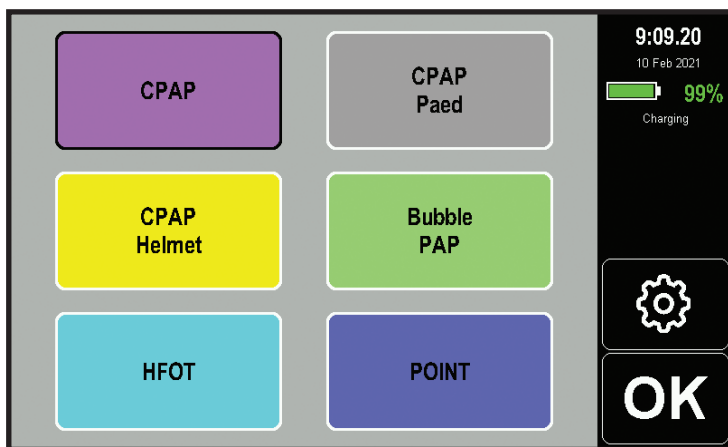 CPAP
CPAP
Paed
CPAP
Helmet
Bubble
PAP
HFOT
POINT
9:09.20
10 Feb 2021
99%
Charging
OK